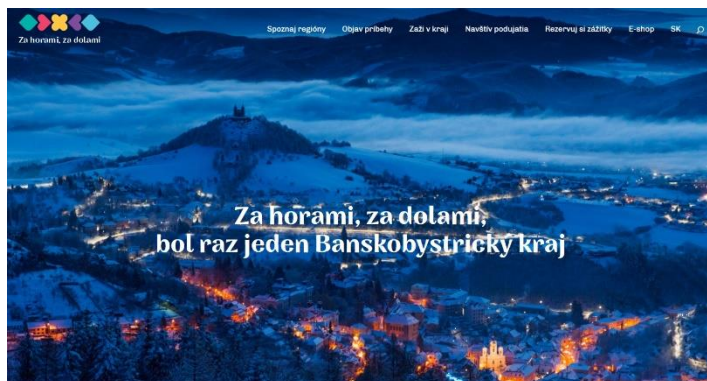 Za horami, za dolami
Spoznaj regióny Objav príbehy Zaži v kraji Navštív podujatia Rezervuj si zážitky E-shop SK
Za horami, za dolami,
bol raz jeden Banskobystrický kraj